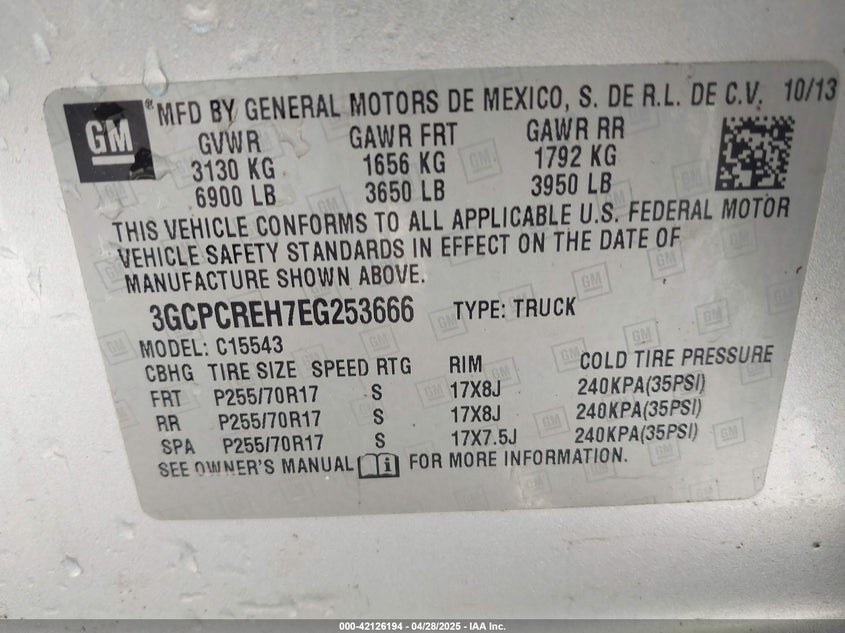 GM ® MFD BY GENERAL MOTORS DE MEXICO, S. DE R.L. DE C.V. 10/13
GVWR GAWR FRT GAWR RR
3130 KG 1656 KG 1792 KG
6900 LB 3650 LB 3950 LB
THIS VEHICLE CONFORMS TO ALL APPLICABLE U.S. FEDERAL MOTOR
VEHICLE SAFETY STANDARDS IN EFFECT ON THE DATE OF
MANUFACTURE SHOWN ABOVE.
3GCPCREH7EG253666 TYPE: TRUCK
MODEL: C15543
CBHG TIRE SIZE SPEED RTG RIM COLD TIRE PRESSURE
FRT P255/70R17 S 17X8J 240KPA(35PSI)
RR P255/70R17 S 17X8J 240KPA(35PSI)
SPA P255/70R17 S 17X7.5J 240KPA(35PSI)
SEE OWNER'S MANUAL FOR MORE INFORMATION.
000-42126194 - 04/28/2025 - IAA Inc.